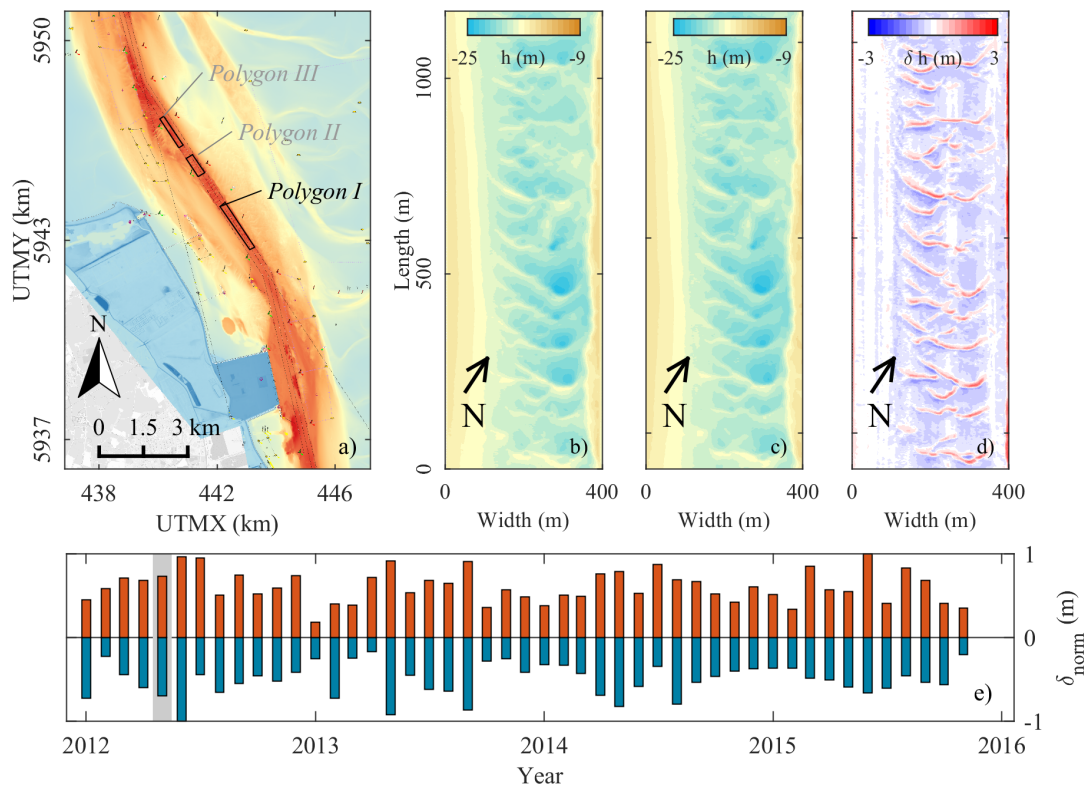 5950
5943
5937
UTMY (km)
Polygon III
Polygon II
Polygon I
N
0 1.5 3 km
a)
438 442 446
UTMX (km)
-25 -9
h (m)
1000
500
0
Length (m)
N
b)
0 400
Width (m)
-25 -9
h (m)
N
c)
0 400
Width (m)
-3 3
δ h (m)
N
d)
0 400
Width (m)
1
0
-1
δnorm (m)
e)
2012 2013 2014 2015 2016
Year